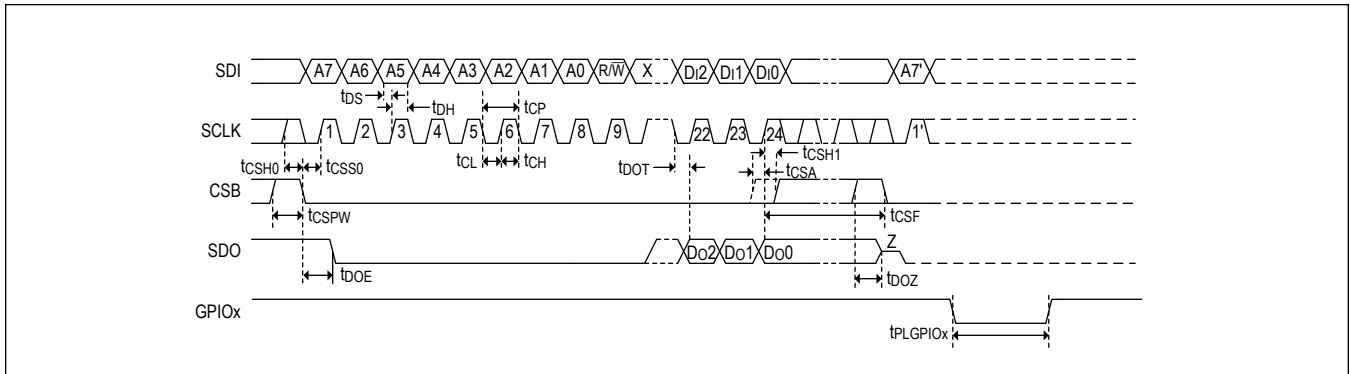 SDI A7 A6 A5 A4 A3 A2 A1 A0 R/W̅ X DI2 DI1 DI0 A7'
tDS tDH tCP
SCLK 1 2 3 4 5 6 7 8 9 22 23 24 1'
tCSH0 tCSS0 tCL tCH tDOT tCSH1
tCSA
CSB
tCSPW tCSF
SDO DO2 DO1 DO0 Z
tDOE tDOZ
GPIOx
tPLGPIOx